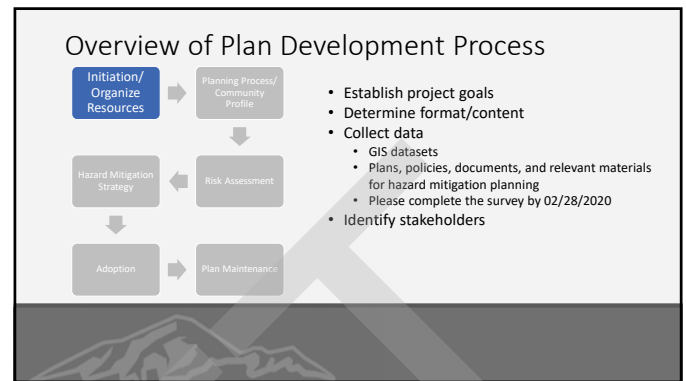 Overview of Plan Development Process
Initiation/
Organize
Resources
Planning Process/
Community
Profile
Hazard Mitigation
Strategy
Risk Assessment
Adoption
Plan Maintenance
• Establish project goals
• Determine format/content
• Collect data
• GIS datasets
• Plans, policies, documents, and relevant materials
for hazard mitigation planning
• Please complete the survey by 02/28/2020
• Identify stakeholders